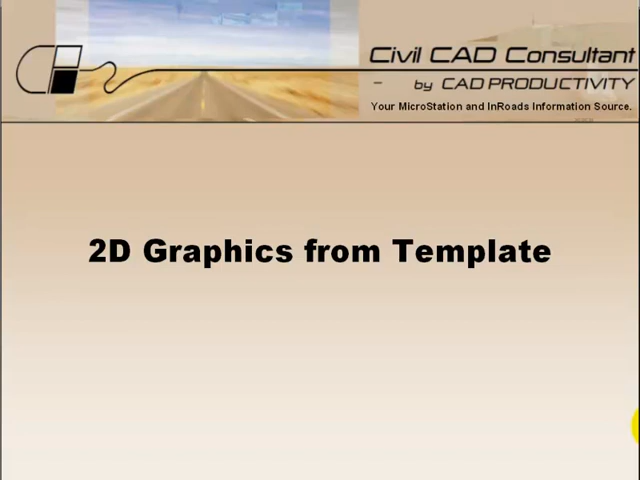 Civil CAD Consultant
- by CAD PRODUCTIVITY
Your MicroStation and InRoads Information Source.
2D Graphics from Template